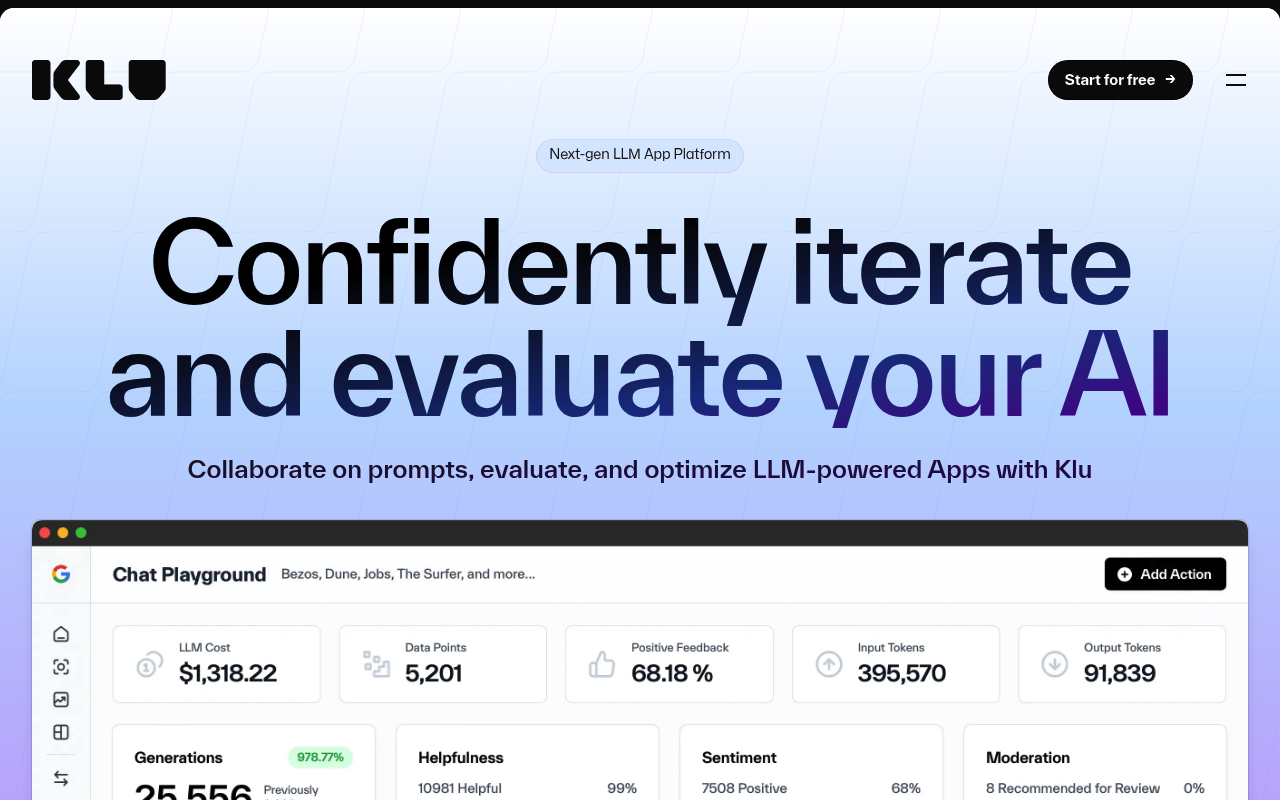 KLU
Start for free →
Next-gen LLM App Platform
Confidently iterate
and evaluate your AI
Collaborate on prompts, evaluate, and optimize LLM-powered Apps with Klu
Chat Playground Bezos, Dune, Jobs, The Surfer, and more...
Add Action
LLM Cost
$1,318.22
Data Points
5,201
Positive Feedback
68.18 %
Input Tokens
395,570
Output Tokens
91,839
Generations 978.77%
25,556 Previously
Helpfulness
10981 Helpful 99%
Sentiment
7508 Positive 68%
Moderation
8 Recommended for Review 0%